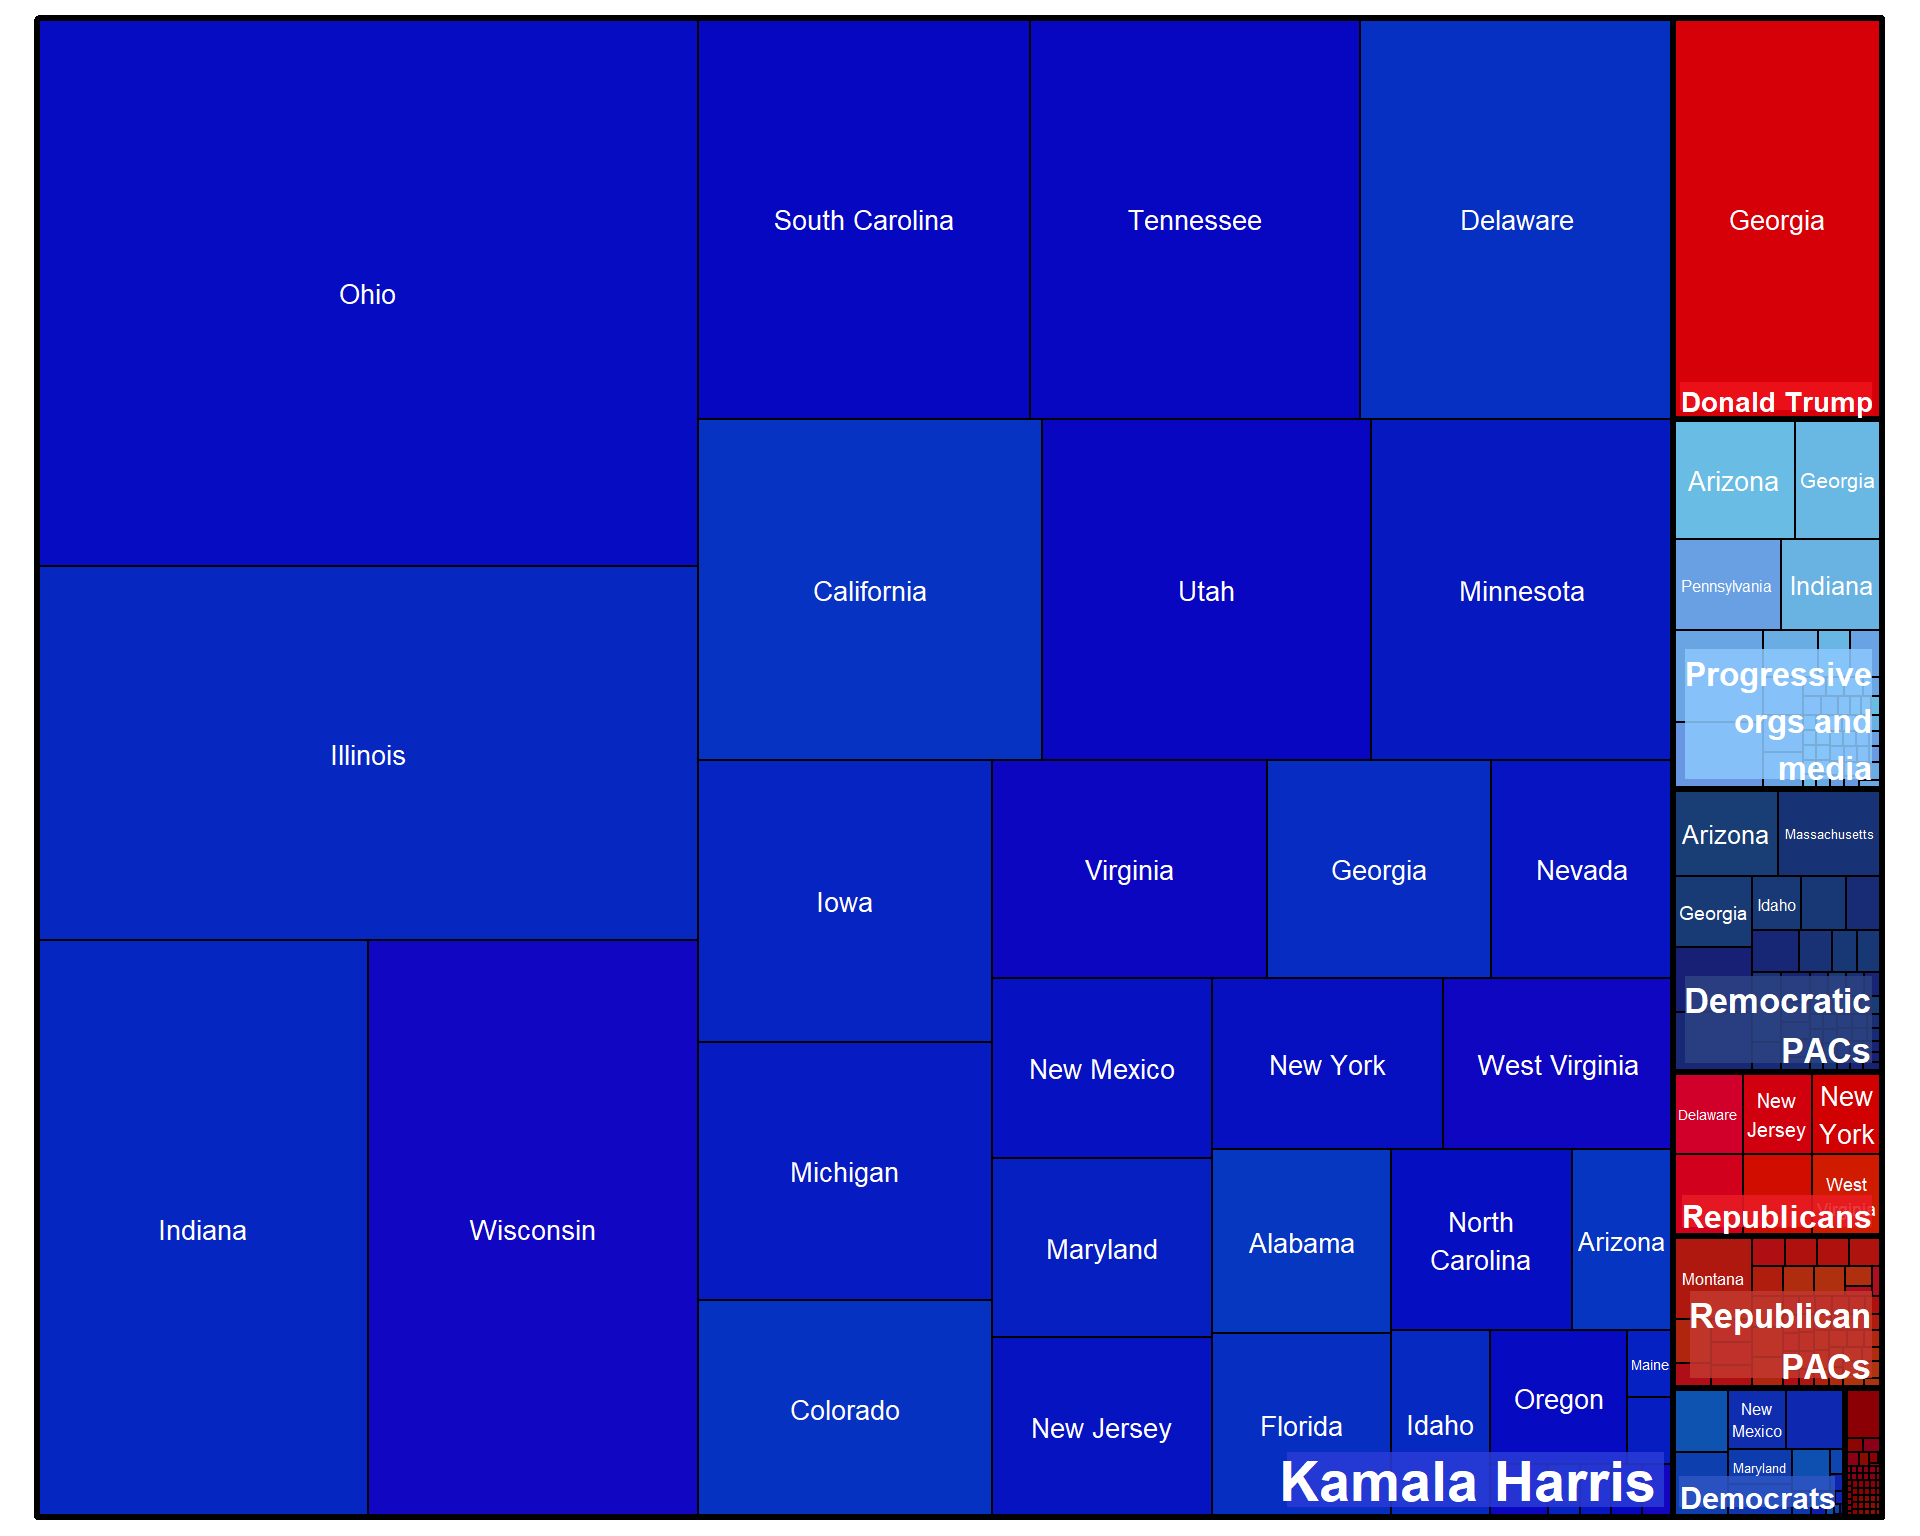 Ohio
South Carolina
Tennessee
Delaware
Georgia
Donald Trump
Illinois
California
Utah
Minnesota
Arizona
Georgia
Pennsylvania
Indiana
Progressive
orgs and
media
Iowa
Virginia
Georgia
Nevada
Arizona
Massachusetts
Georgia
Idaho
Democratic
PACs
Indiana
Wisconsin
Michigan
Colorado
New Mexico
New York
West Virginia
Maryland
Alabama
North
Carolina
Arizona
New Jersey
Florida
Idaho
Oregon
Maine
Kamala Harris
Delaware
New
Jersey
New
York
West
Virginia
Republicans
Montana
Republican
PACs
New
Mexico
Maryland
Democrats